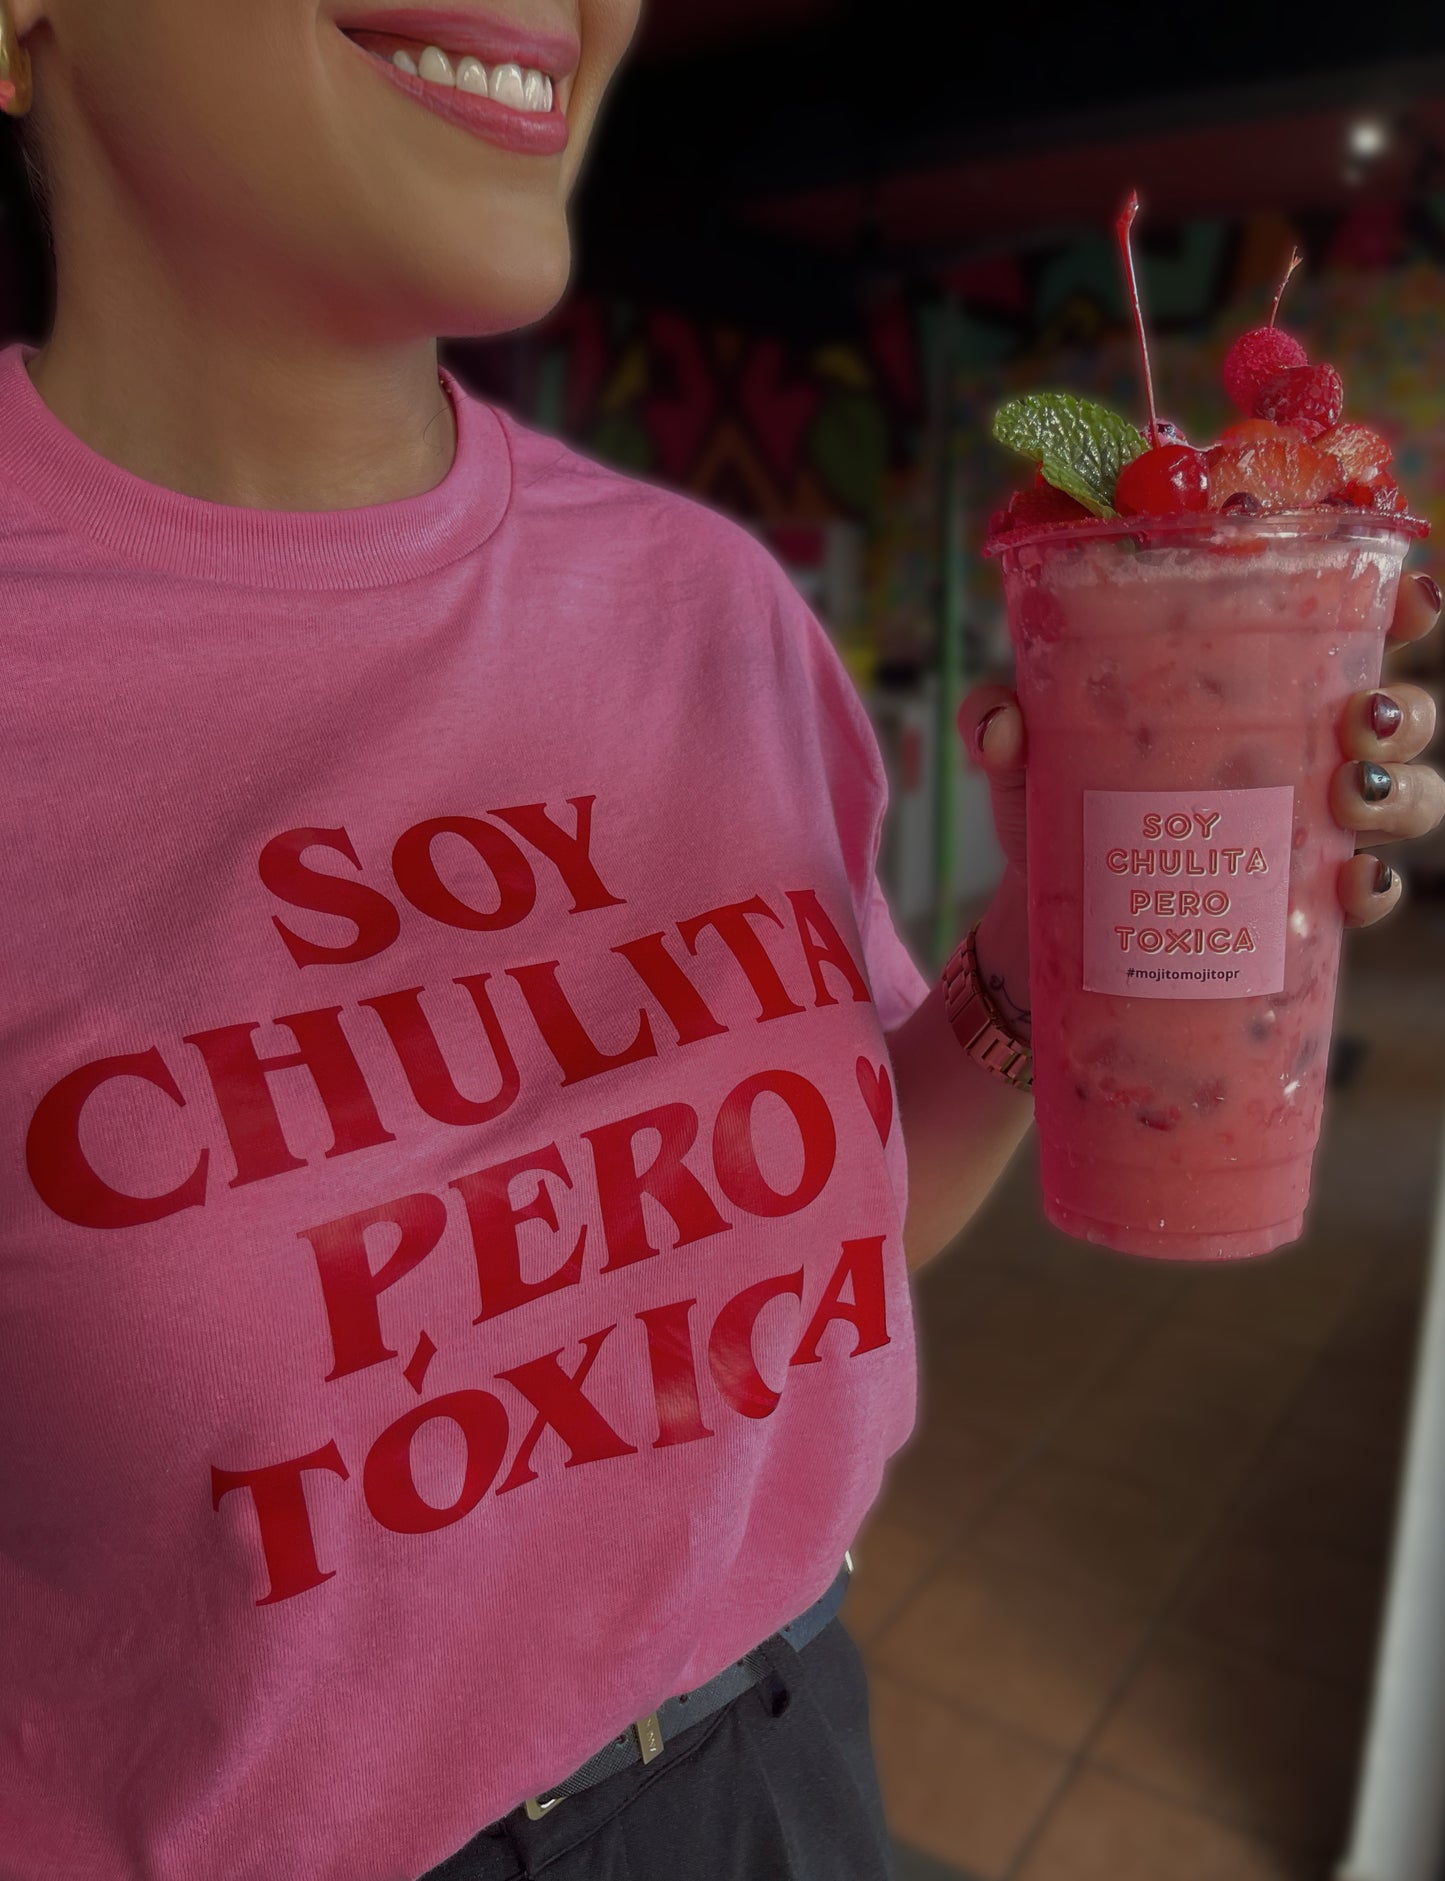 SOY
CHULITA
PERO
TÓXICA
SOY
CHULITA
PERO
TOXICA
#mojitomojitopr